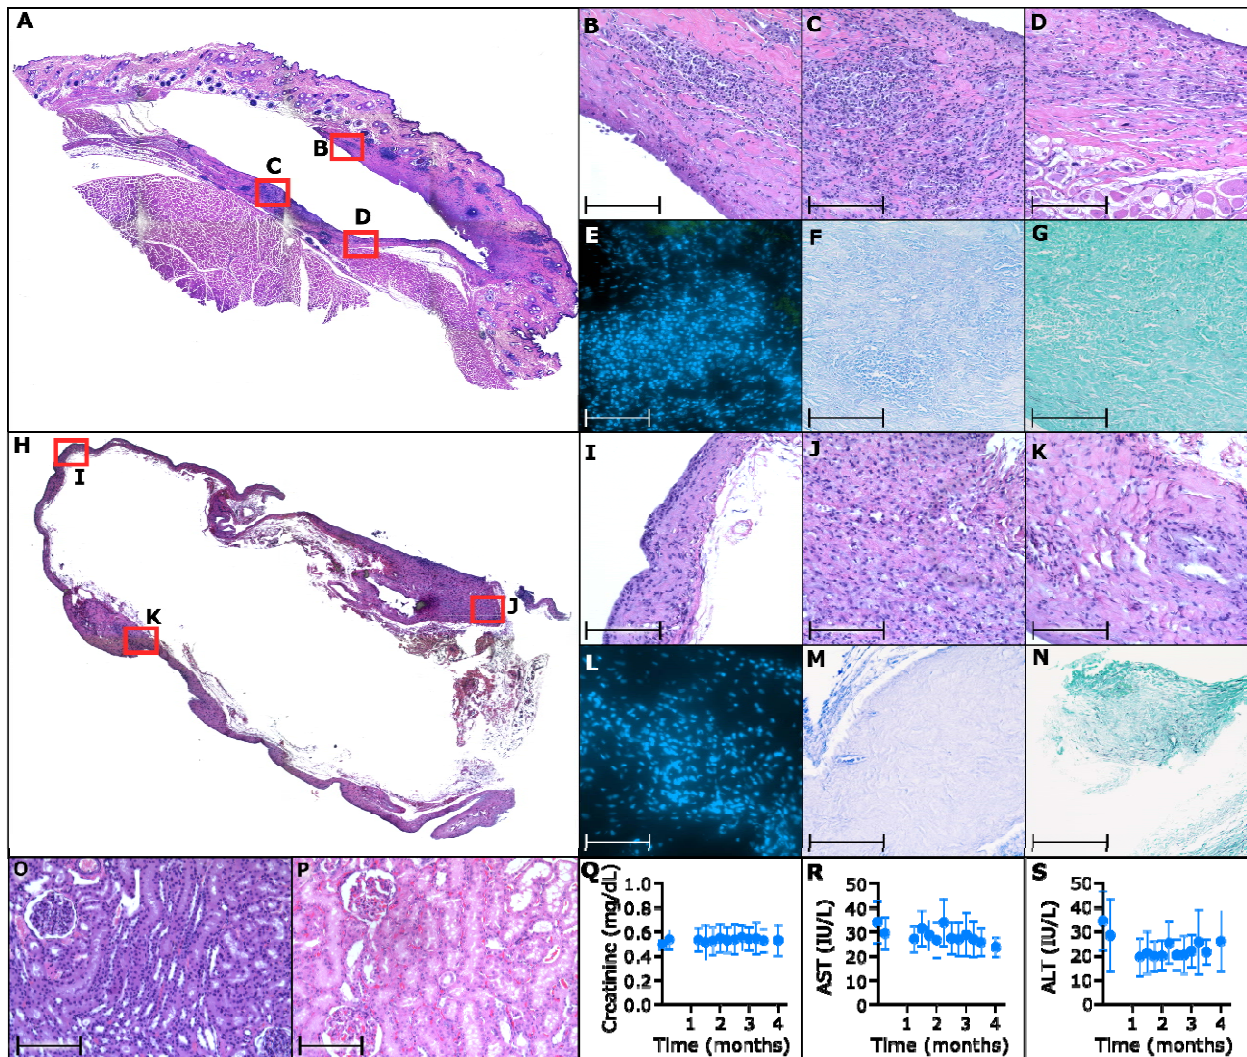 A
B
C
D
B
C
D
E
F
G
H
I
J
K
I
J
K
L
M
N
O
P
Q
Creatinine (mg/dL)
1.0
0.8
0.6
0.4
0.2
0.0
1 2 3 4
Time (months)
R
AST (IU/L)
50
40
30
20
10
0
1 2 3 4
Time (months)
S
ALT (IU/L)
50
40
30
20
10
0
1 2 3 4
Time (months)